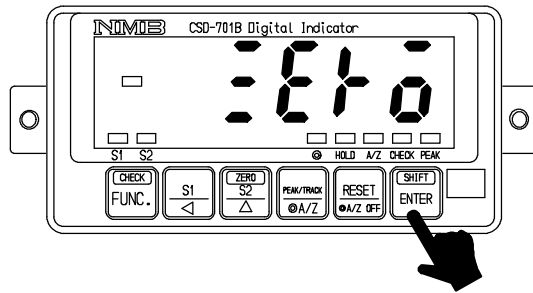 NMB CSD-701B Digital Indicator
S1 S2 ◎ HOLD A/Z CHECK PEAK
CHECK
FUNC.
S1
◁
ZERO
S2
△
PEAK/TRACK
◎A/Z
RESET
◉A/Z OFF
SHIFT
ENTER